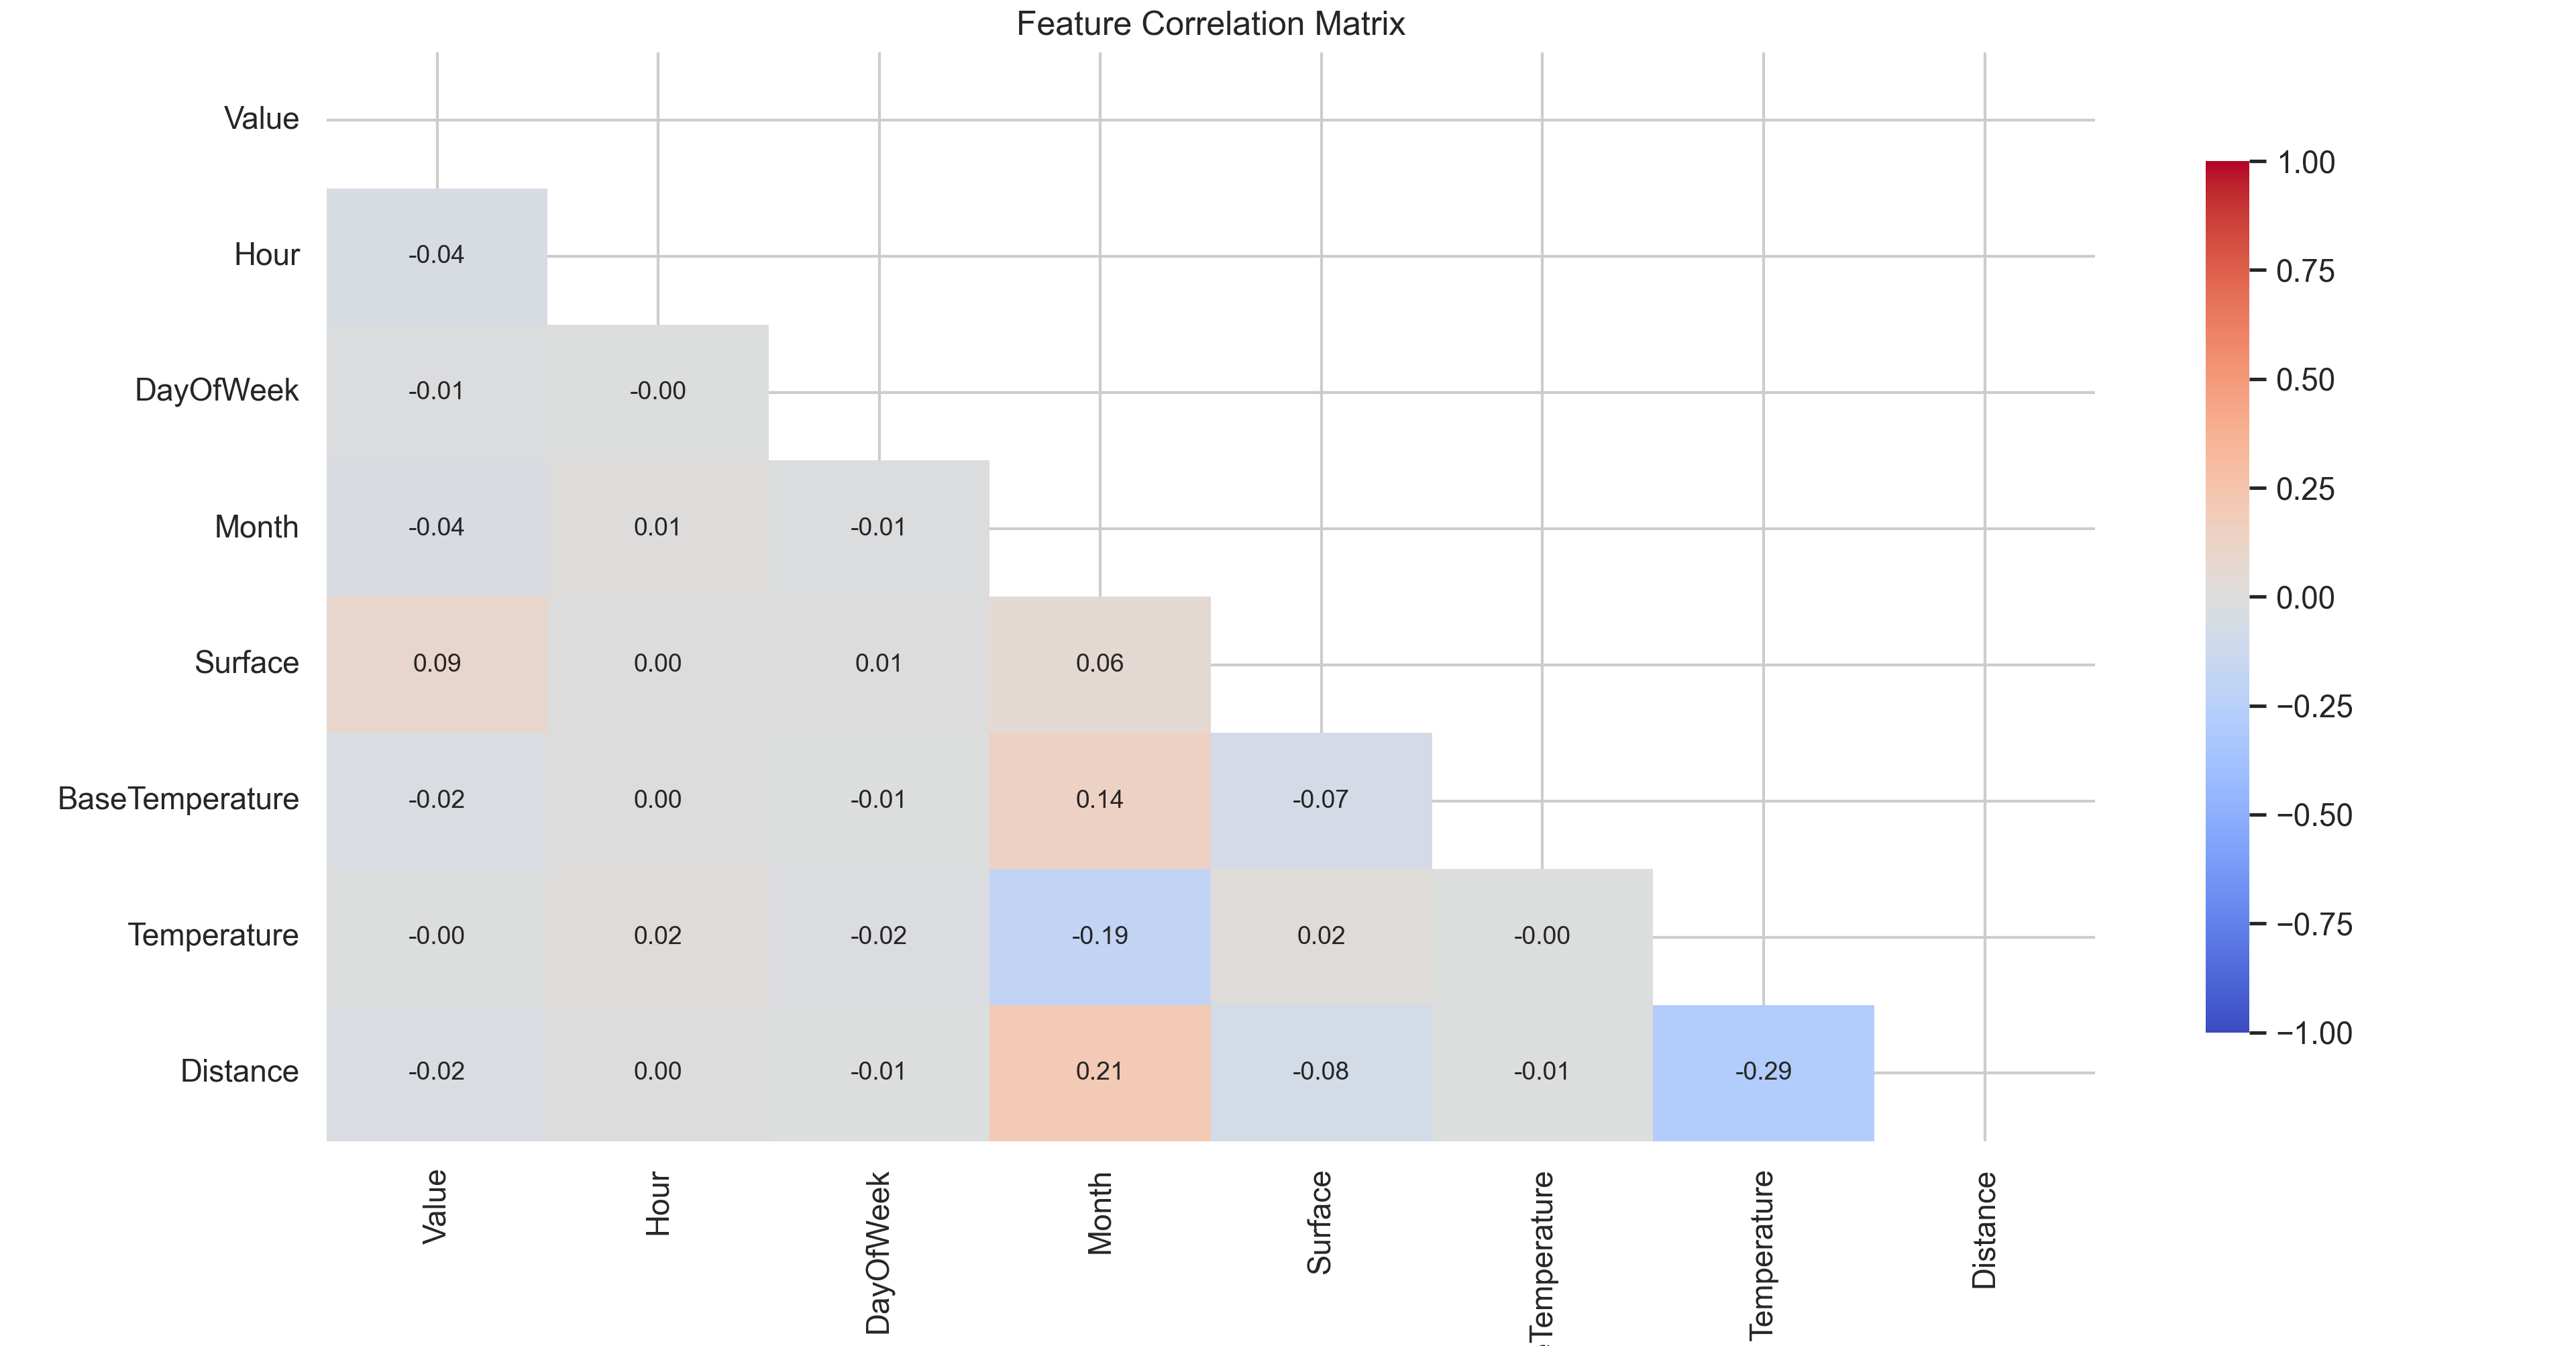 Feature Correlation Matrix
Value
Hour -0.04
DayOfWeek -0.01 -0.00
Month -0.04 0.01 -0.01
Surface 0.09 0.00 0.01 0.06
BaseTemperature -0.02 0.00 -0.01 0.14 -0.07
Temperature -0.00 0.02 -0.02 -0.19 0.02 -0.00
Distance -0.02 0.00 -0.01 0.21 -0.08 -0.01 -0.29
Value
Hour
DayOfWeek
Month
Surface
Temperature
Temperature
Distance
1.00
0.75
0.50
0.25
0.00
−0.25
−0.50
−0.75
−1.00